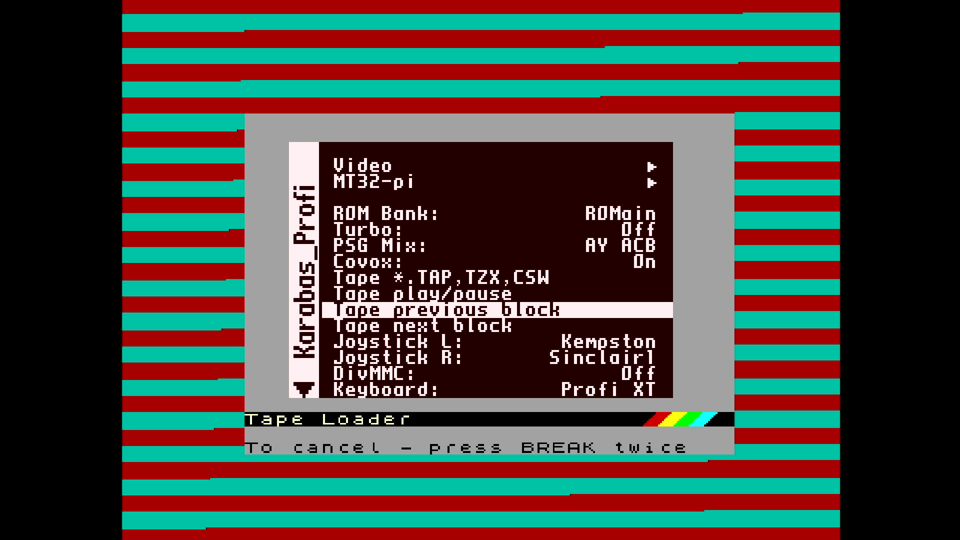 Karabas_Profi
Video
MT32-pi
ROM Bank: ROMain
Turbo: Off
PSG Mix: AY ACB
Covox: On
Tape *.TAP,TZX,CSW
Tape play/pause
Tape previous block
Tape next block
Joystick L: Kempston
Joystick R: Sinclair1
DivMMC: Off
Keyboard: Profi XT
Tape Loader
To cancel - press BREAK twice